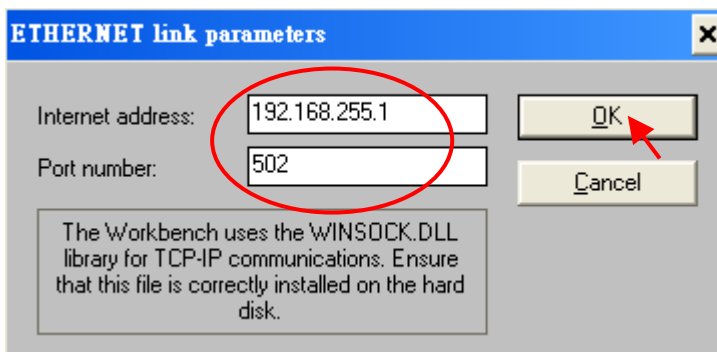 ETHERNET link parameters
Internet address: 192.168.255.1
OK
Port number: 502
Cancel
The Workbench uses the WINSOCK.DLL
library for TCP-IP communications. Ensure
that this file is correctly installed on the hard
disk.